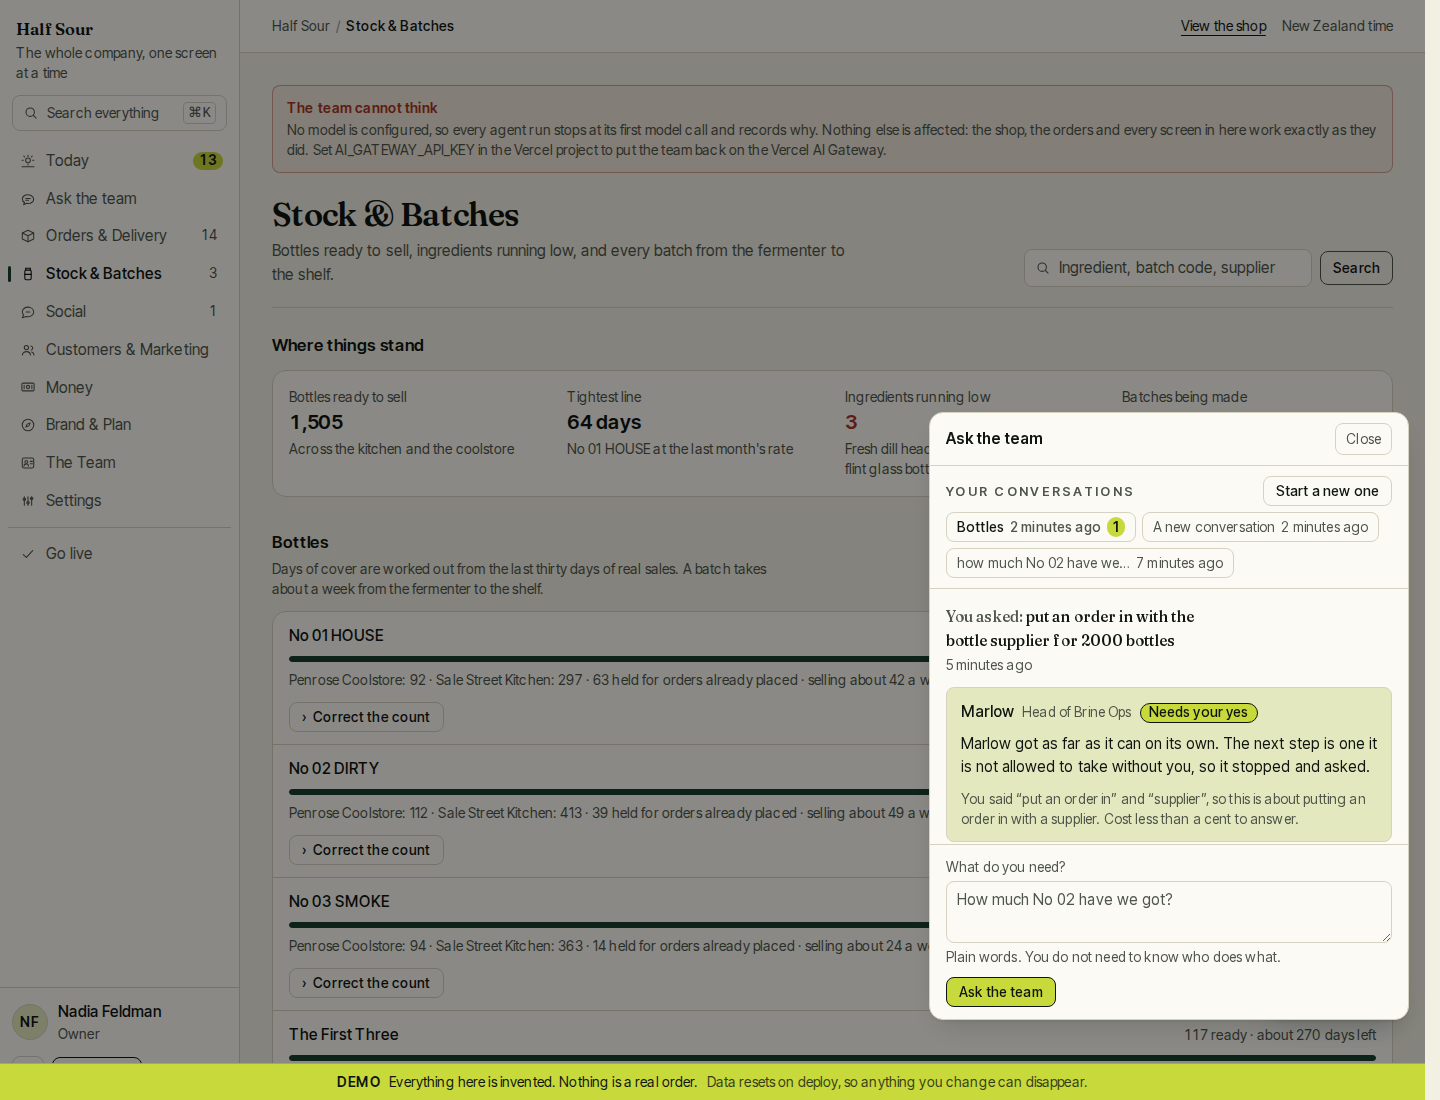 Half Sour
The whole company, one screen
at a time
Search everything ⌘K
Today 13
Ask the team
Orders & Delivery 14
Stock & Batches 3
Social 1
Customers & Marketing
Money
Brand & Plan
The Team
Settings
Go live
NF Nadia Feldman
Owner
Half Sour / Stock & Batches
View the shop New Zealand time
The team cannot think
No model is configured, so every agent run stops at its first model call and records why. Nothing else is affected: the shop, the orders and every screen in here work exactly as they
did. Set AI_GATEWAY_API_KEY in the Vercel project to put the team back on the Vercel AI Gateway.
Stock & Batches
Bottles ready to sell, ingredients running low, and every batch from the fermenter to
the shelf.
Ingredient, batch code, supplier Search
Where things stand
Bottles ready to sell
1,505
Across the kitchen and the coolstore
Tightest line
64 days
No 01 HOUSE at the last month's rate
Ingredients running low
3
Fresh dill head
flint glass bott
Batches being made
Bottles
Days of cover are worked out from the last thirty days of real sales. A batch takes
about a week from the fermenter to the shelf.
No 01 HOUSE
Penrose Coolstore: 92 · Sale Street Kitchen: 297 · 63 held for orders already placed · selling about 42 a w
› Correct the count
No 02 DIRTY
Penrose Coolstore: 112 · Sale Street Kitchen: 413 · 39 held for orders already placed · selling about 49 a w
› Correct the count
No 03 SMOKE
Penrose Coolstore: 94 · Sale Street Kitchen: 363 · 14 held for orders already placed · selling about 24 a w
› Correct the count
The First Three 117 ready · about 270 days left
Ask the team Close
YOUR CONVERSATIONS Start a new one
Bottles 2 minutes ago 1
A new conversation 2 minutes ago
how much No 02 have we... 7 minutes ago
You asked: put an order in with the
bottle supplier for 2000 bottles
5 minutes ago
Marlow Head of Brine Ops Needs your yes
Marlow got as far as it can on its own. The next step is one it
is not allowed to take without you, so it stopped and asked.
You said “put an order in” and “supplier”, so this is about putting an
order in with a supplier. Cost less than a cent to answer.
What do you need?
How much No 02 have we got?
Plain words. You do not need to know who does what.
Ask the team
DEMO Everything here is invented. Nothing is a real order. Data resets on deploy, so anything you change can disappear.